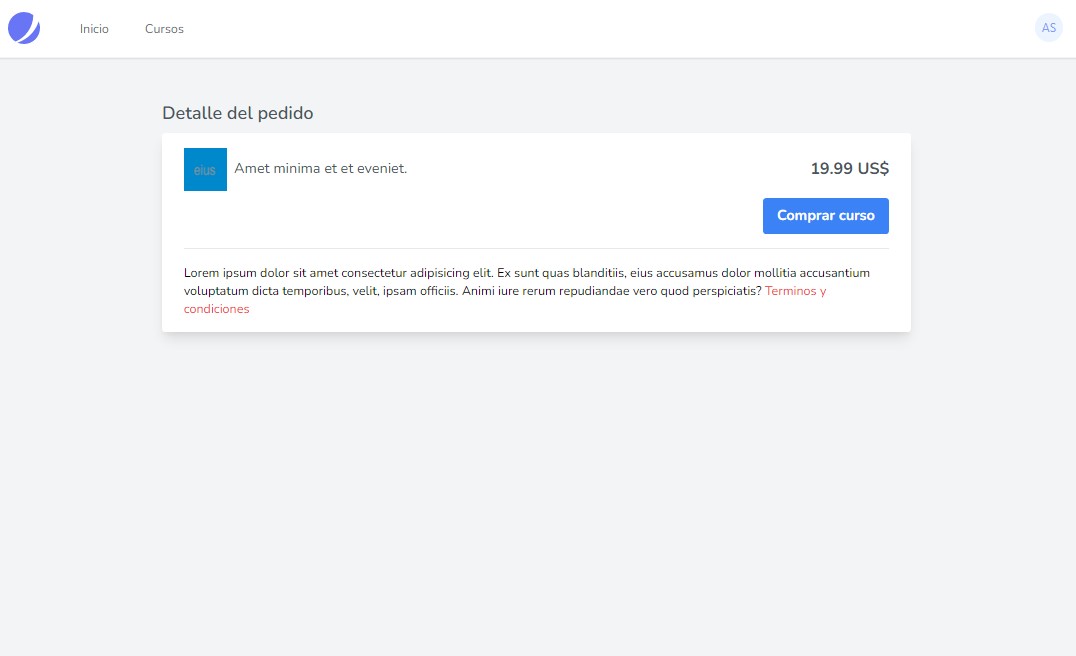 Inicio Cursos AS
Detalle del pedido
eius Amet minima et et eveniet. 19.99 US$
Comprar curso
Lorem ipsum dolor sit amet consectetur adipisicing elit. Ex sunt quas blanditiis, eius accusamus dolor mollitia accusantium
voluptatum dicta temporibus, velit, ipsam officiis. Animi iure rerum repudiandae vero quod perspiciatis? Terminos y
condiciones